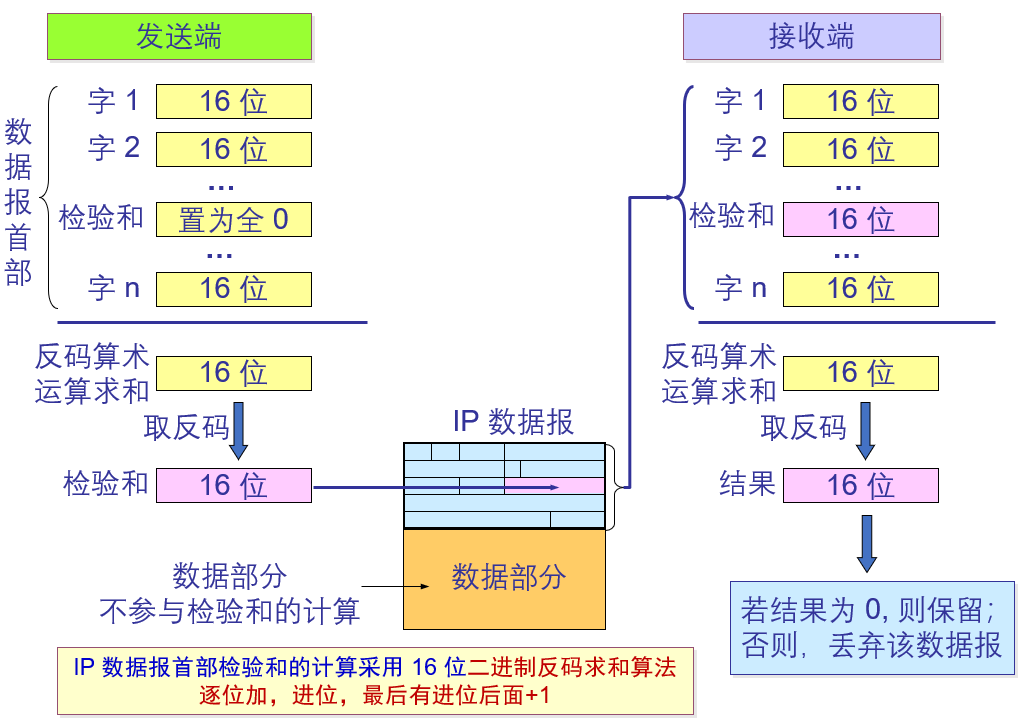 发送端
接收端
数据报首部
字 1
16 位
字 2
16 位
...
检验和
置为全 0
...
字 n
16 位
反码算术
运算求和
16 位
取反码
检验和
16 位
IP 数据报
数据部分
数据部分
不参与检验和的计算
字 1
16 位
字 2
16 位
...
检验和
16 位
...
字 n
16 位
反码算术
运算求和
16 位
取反码
结果
16 位
若结果为 0, 则保留；
否则，丢弃该数据报
IP 数据报首部检验和的计算采用 16 位二进制反码求和算法
逐位加，进位，最后有进位后面+1